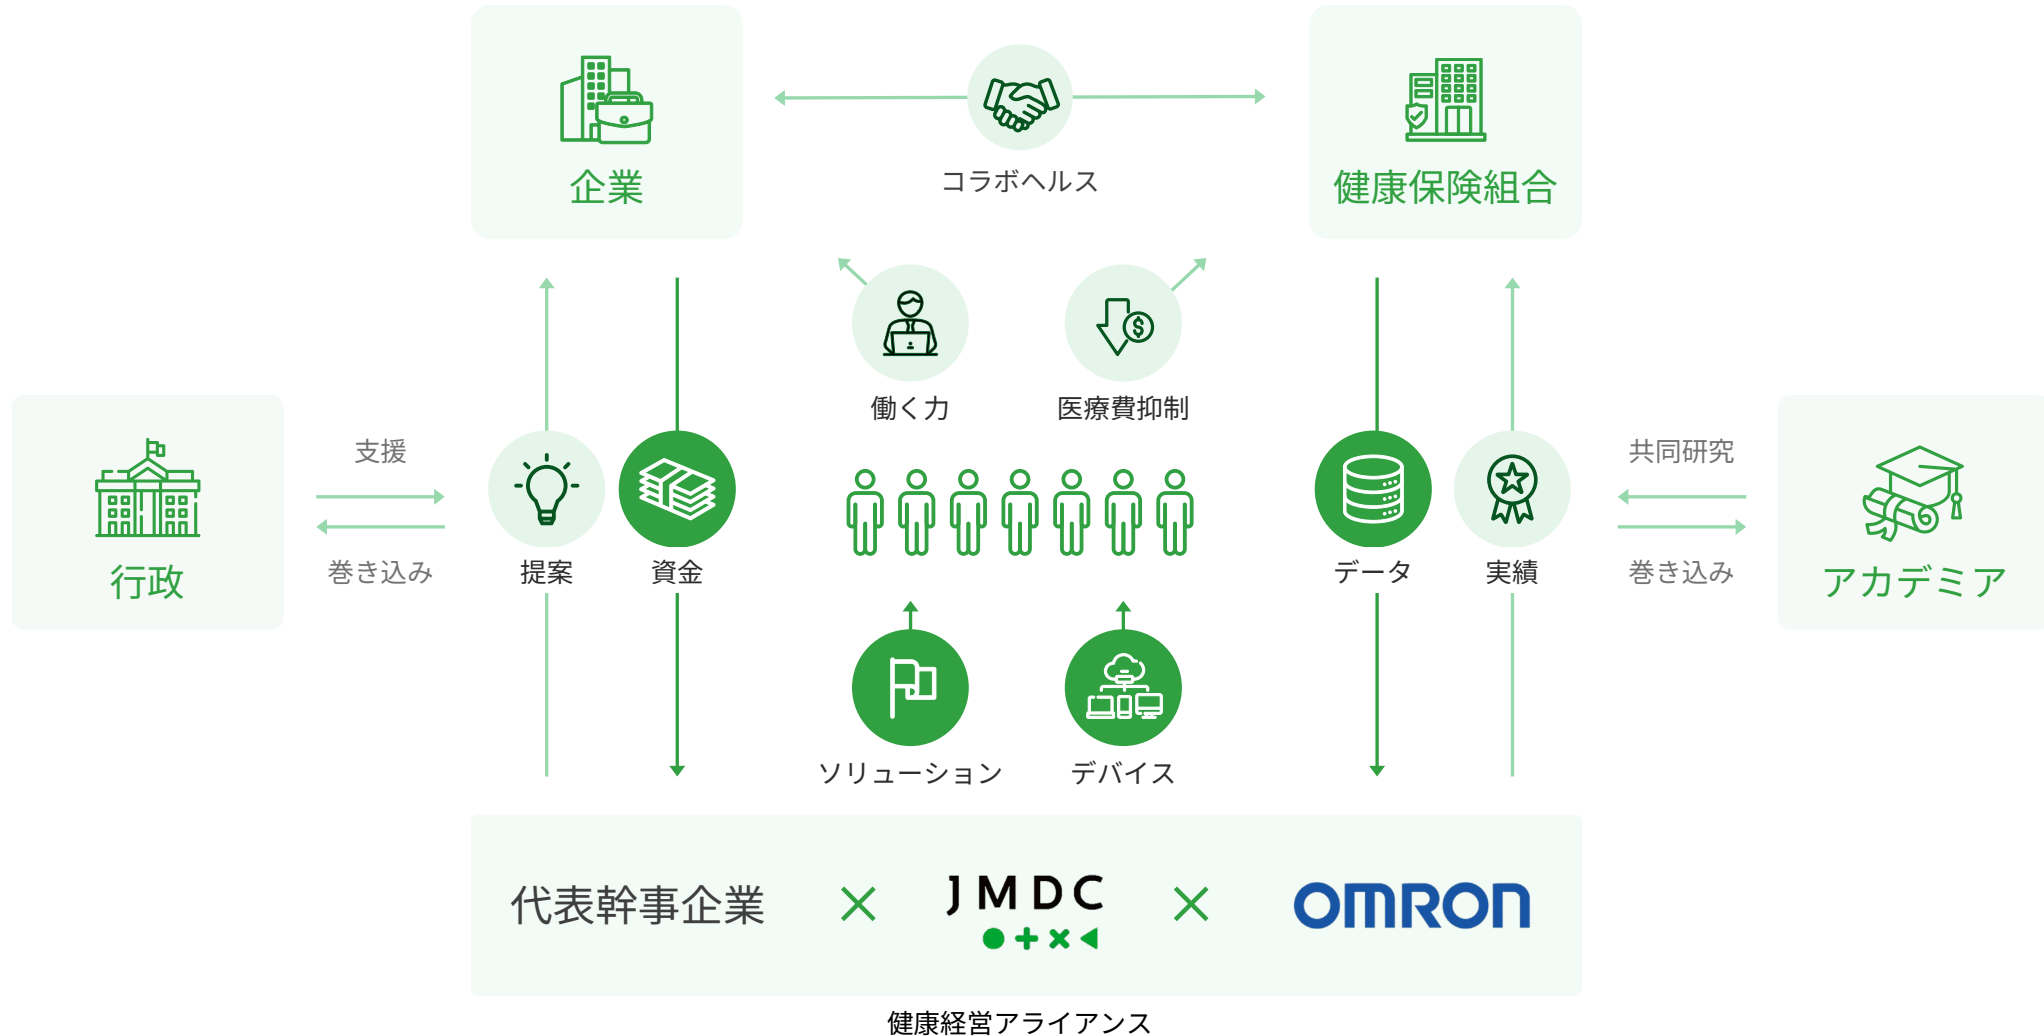 企業
コラボヘルス
健康保険組合
働く力
医療費抑制
行政
支援
巻き込み
提案
資金
データ
実績
共同研究
巻き込み
アカデミア
ソリューション
デバイス
代表幹事企業
JMDC
OMRON
健康経営アライアンス